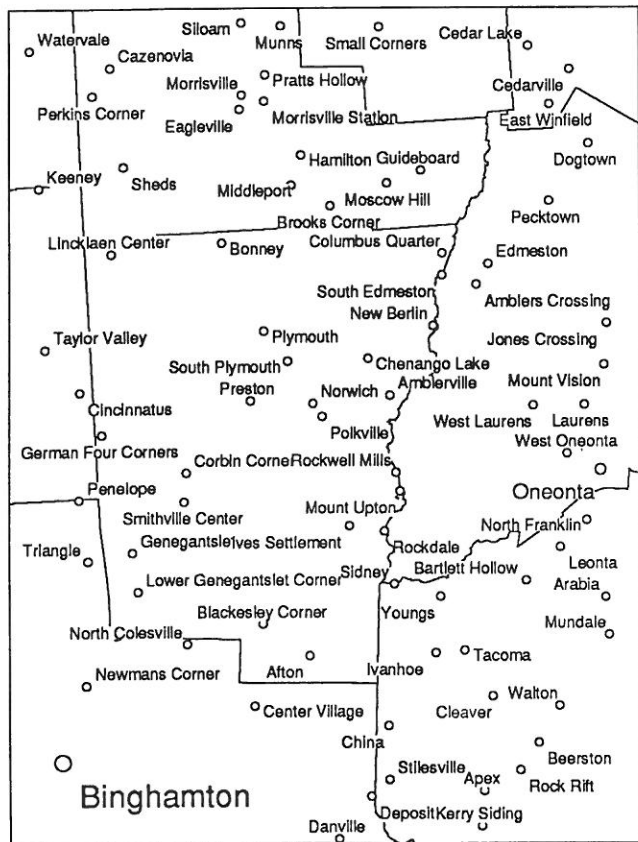 Siloam
Munns
Small Corners
Cedar Lake
Watervale
Cazenovia
Pratts Hollow
Cedarville
Morrisville
Perkins Corner
Morrisville Station
East Winfield
Eagleville
Dogtown
Hamilton
Guideboard
Keeney
Sheds
Middleport
Moscow Hill
Brooks Corner
Pecktown
Lincklaen Center
Bonney
Columbus Quarter
Edmeston
South Edmeston
Amblers Crossing
New Berlin
Taylor Valley
Plymouth
Jones Crossing
South Plymouth
Chenango Lake
Mount Vision
Preston
Norwich
Amblerville
Cincinnatus
Polkville
West Laurens
Laurens
German Four Corners
West Oneonta
Corbin Corne
Rockwell Mills
Penelope
Oneonta
Smithville Center
Mount Upton
North Franklin
Triangle
Genegantslet
Ives Settlement
Rockdale
Leonta
Bartlett Hollow
Lower Genegantslet Corner
Sidney
Arabia
Blackesley Corner
Youngs
North Colesville
Mundale
Afton
Ivanhoe
Tacoma
Newmans Corner
Center Village
Cleaver
Walton
China
Beerston
Stilesville
Apex
Rock Rift
Binghamton
Deposit
Kerry Siding
Danville